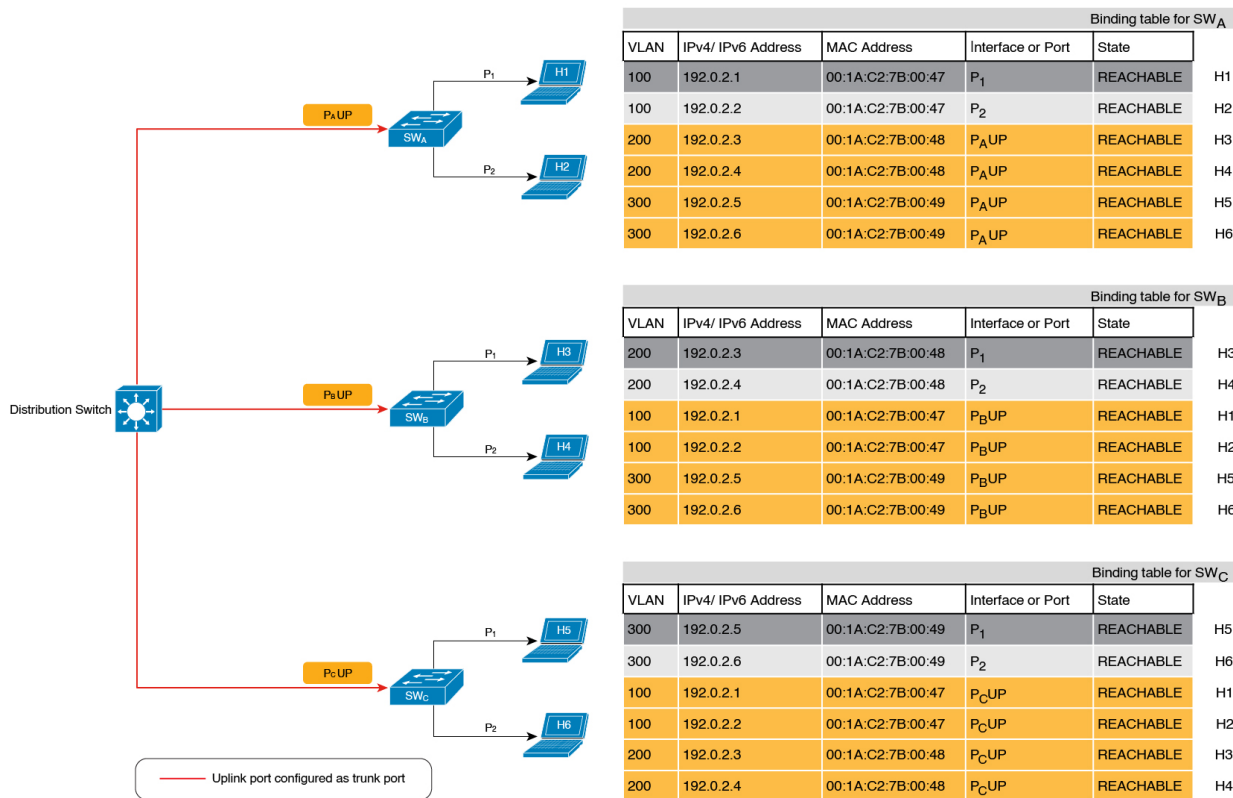 Binding table for SWA
VLAN IPv4/ IPv6 Address MAC Address Interface or Port State
100 192.0.2.1 00:1A:C2:7B:00:47 P1 REACHABLE H1
100 192.0.2.2 00:1A:C2:7B:00:47 P2 REACHABLE H2
200 192.0.2.3 00:1A:C2:7B:00:48 PAUP REACHABLE H3
200 192.0.2.4 00:1A:C2:7B:00:48 PAUP REACHABLE H4
300 192.0.2.5 00:1A:C2:7B:00:49 PAUP REACHABLE H5
300 192.0.2.6 00:1A:C2:7B:00:49 PAUP REACHABLE H6
P1
H1
PAUP
SWA
P2
H2
Binding table for SWB
VLAN IPv4/ IPv6 Address MAC Address Interface or Port State
200 192.0.2.3 00:1A:C2:7B:00:48 P1 REACHABLE H3
200 192.0.2.4 00:1A:C2:7B:00:48 P2 REACHABLE H4
100 192.0.2.1 00:1A:C2:7B:00:47 PBUP REACHABLE H1
100 192.0.2.2 00:1A:C2:7B:00:47 PBUP REACHABLE H2
300 192.0.2.5 00:1A:C2:7B:00:49 PBUP REACHABLE H5
300 192.0.2.6 00:1A:C2:7B:00:49 PBUP REACHABLE H6
P1
H3
Distribution Switch
PBUP
SWB
P2
H4
Binding table for SWC
VLAN IPv4/ IPv6 Address MAC Address Interface or Port State
300 192.0.2.5 00:1A:C2:7B:00:49 P1 REACHABLE H5
300 192.0.2.6 00:1A:C2:7B:00:49 P2 REACHABLE H6
100 192.0.2.1 00:1A:C2:7B:00:47 PCUP REACHABLE H1
100 192.0.2.2 00:1A:C2:7B:00:47 PCUP REACHABLE H2
200 192.0.2.3 00:1A:C2:7B:00:48 PCUP REACHABLE H3
200 192.0.2.4 00:1A:C2:7B:00:48 PCUP REACHABLE H4
P1
H5
PCUP
SWC
P2
H6
Uplink port configured as trunk port